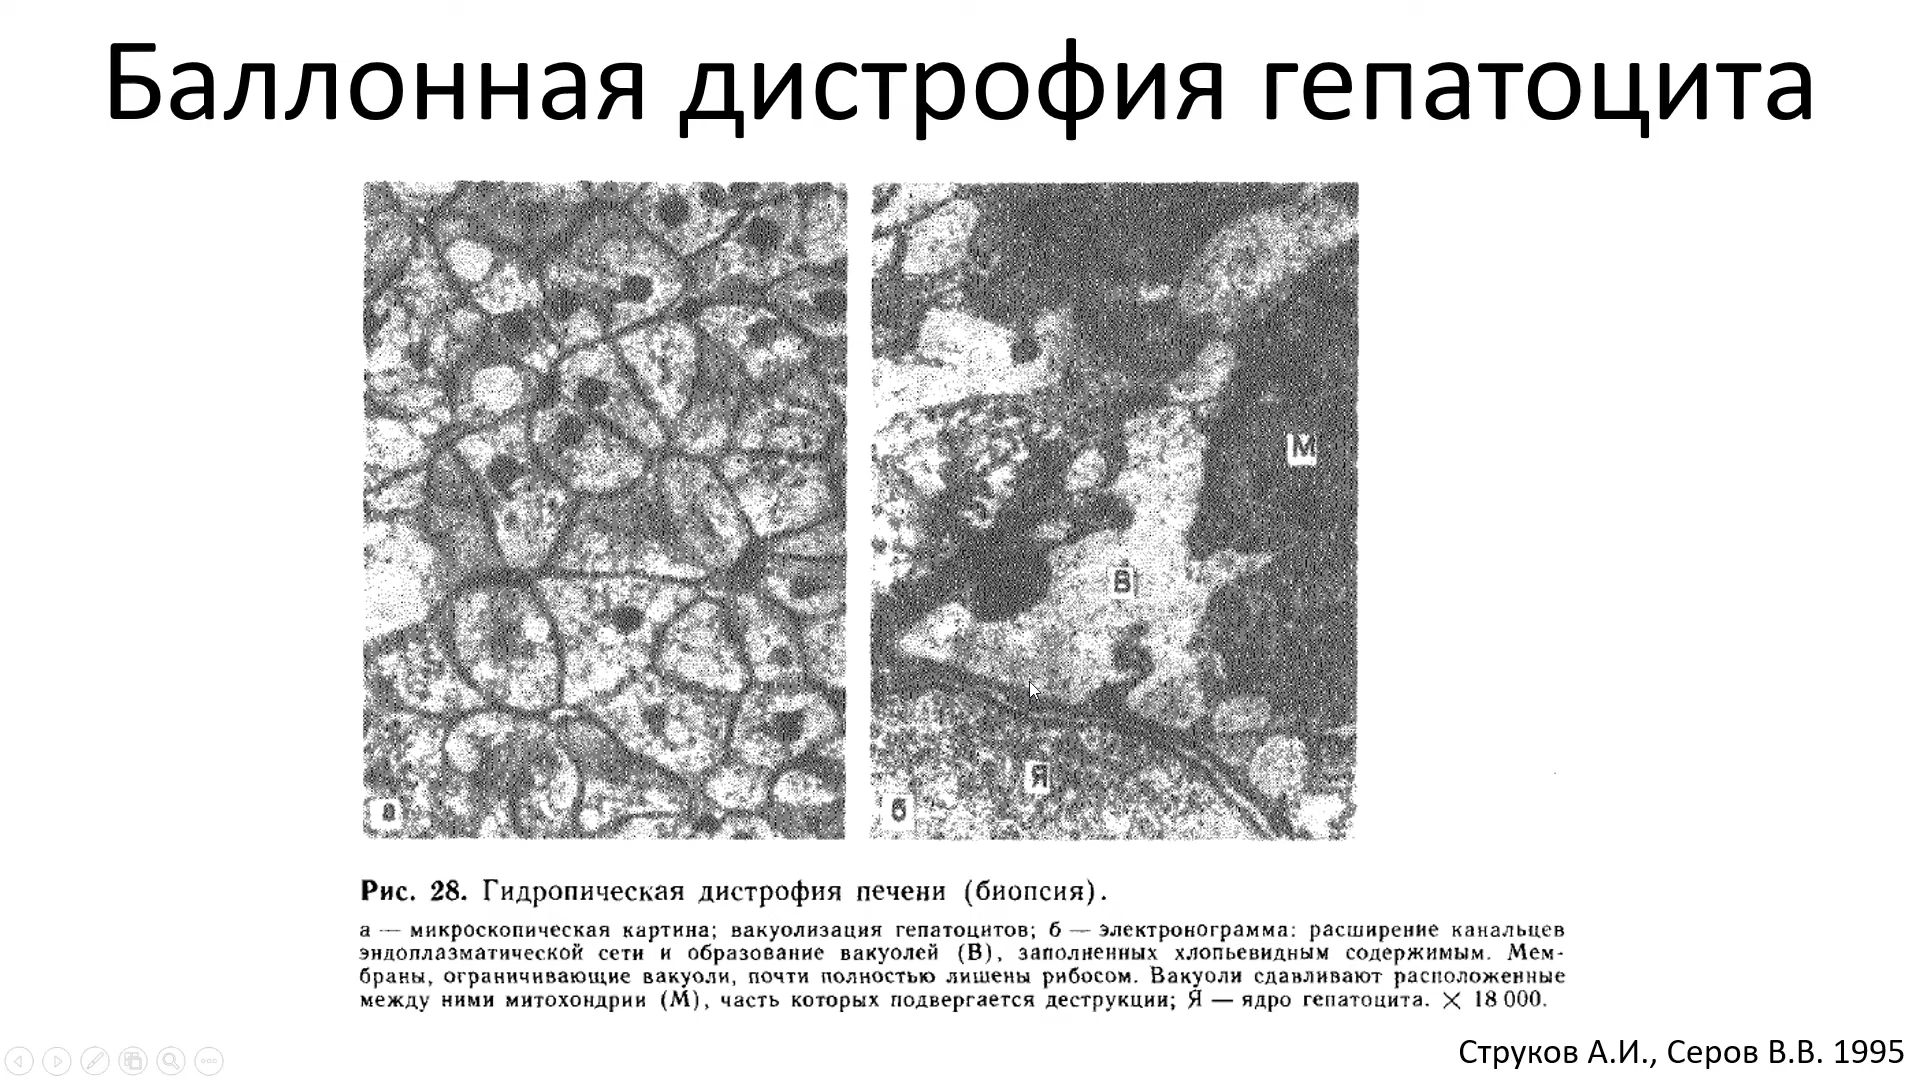 Баллонная дистрофия гепатоцита
М
В
Я
а
б
Рис. 28. Гидропическая дистрофия печени (биопсия).
а — микроскопическая картина; вакуолизация гепатоцитов; б — электронограмма: расширение канальцев
эндоплазматической сети и образование вакуолей (В), заполненных хлопьевидным содержимым. Мем-
браны, ограничивающие вакуоли, почти полностью лишены рибосом. Вакуоли сдавливают расположенные
между ними митохондрии (М), часть которых подвергается деструкции; Я — ядро гепатоцита. × 18 000.
Струков А.И., Серов В.В. 1995